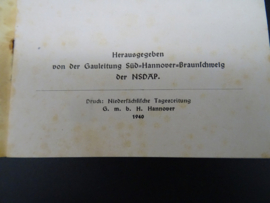 Herausgegeben
von der Gauleitung Süd-Hannover-Braunschweig
der NSDAP.
Druck: Niedersächsische Tageszeitung
G. m. b. H. Hannover
1940